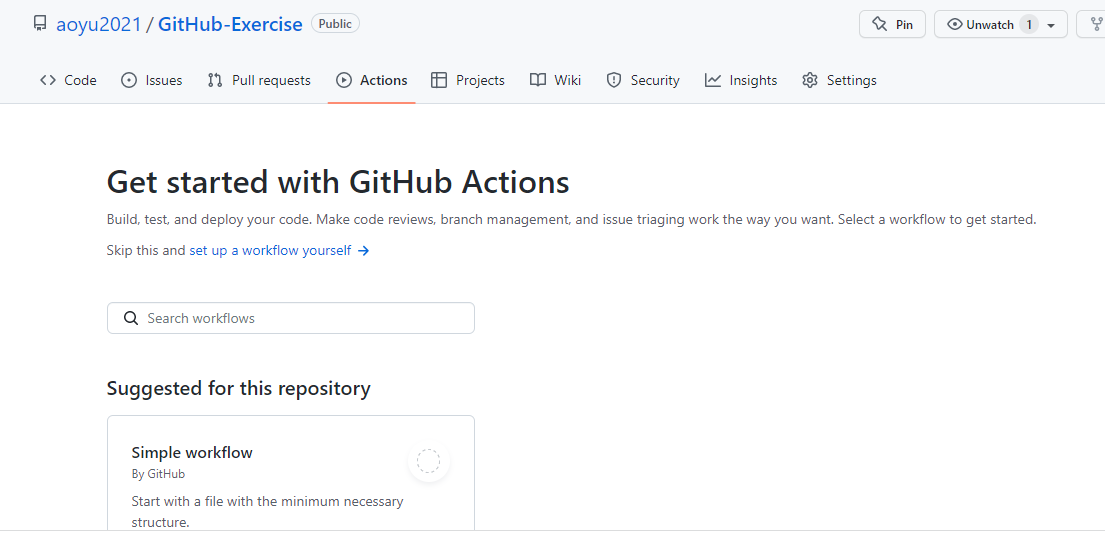 aoyu2021 / GitHub-Exercise Public Pin Unwatch 1
Code Issues Pull requests Actions Projects Wiki Security Insights Settings
Get started with GitHub Actions
Build, test, and deploy your code. Make code reviews, branch management, and issue triaging work the way you want. Select a workflow to get started.
Skip this and set up a workflow yourself →
Search workflows
Suggested for this repository
Simple workflow
By GitHub
Start with a file with the minimum necessary
structure.